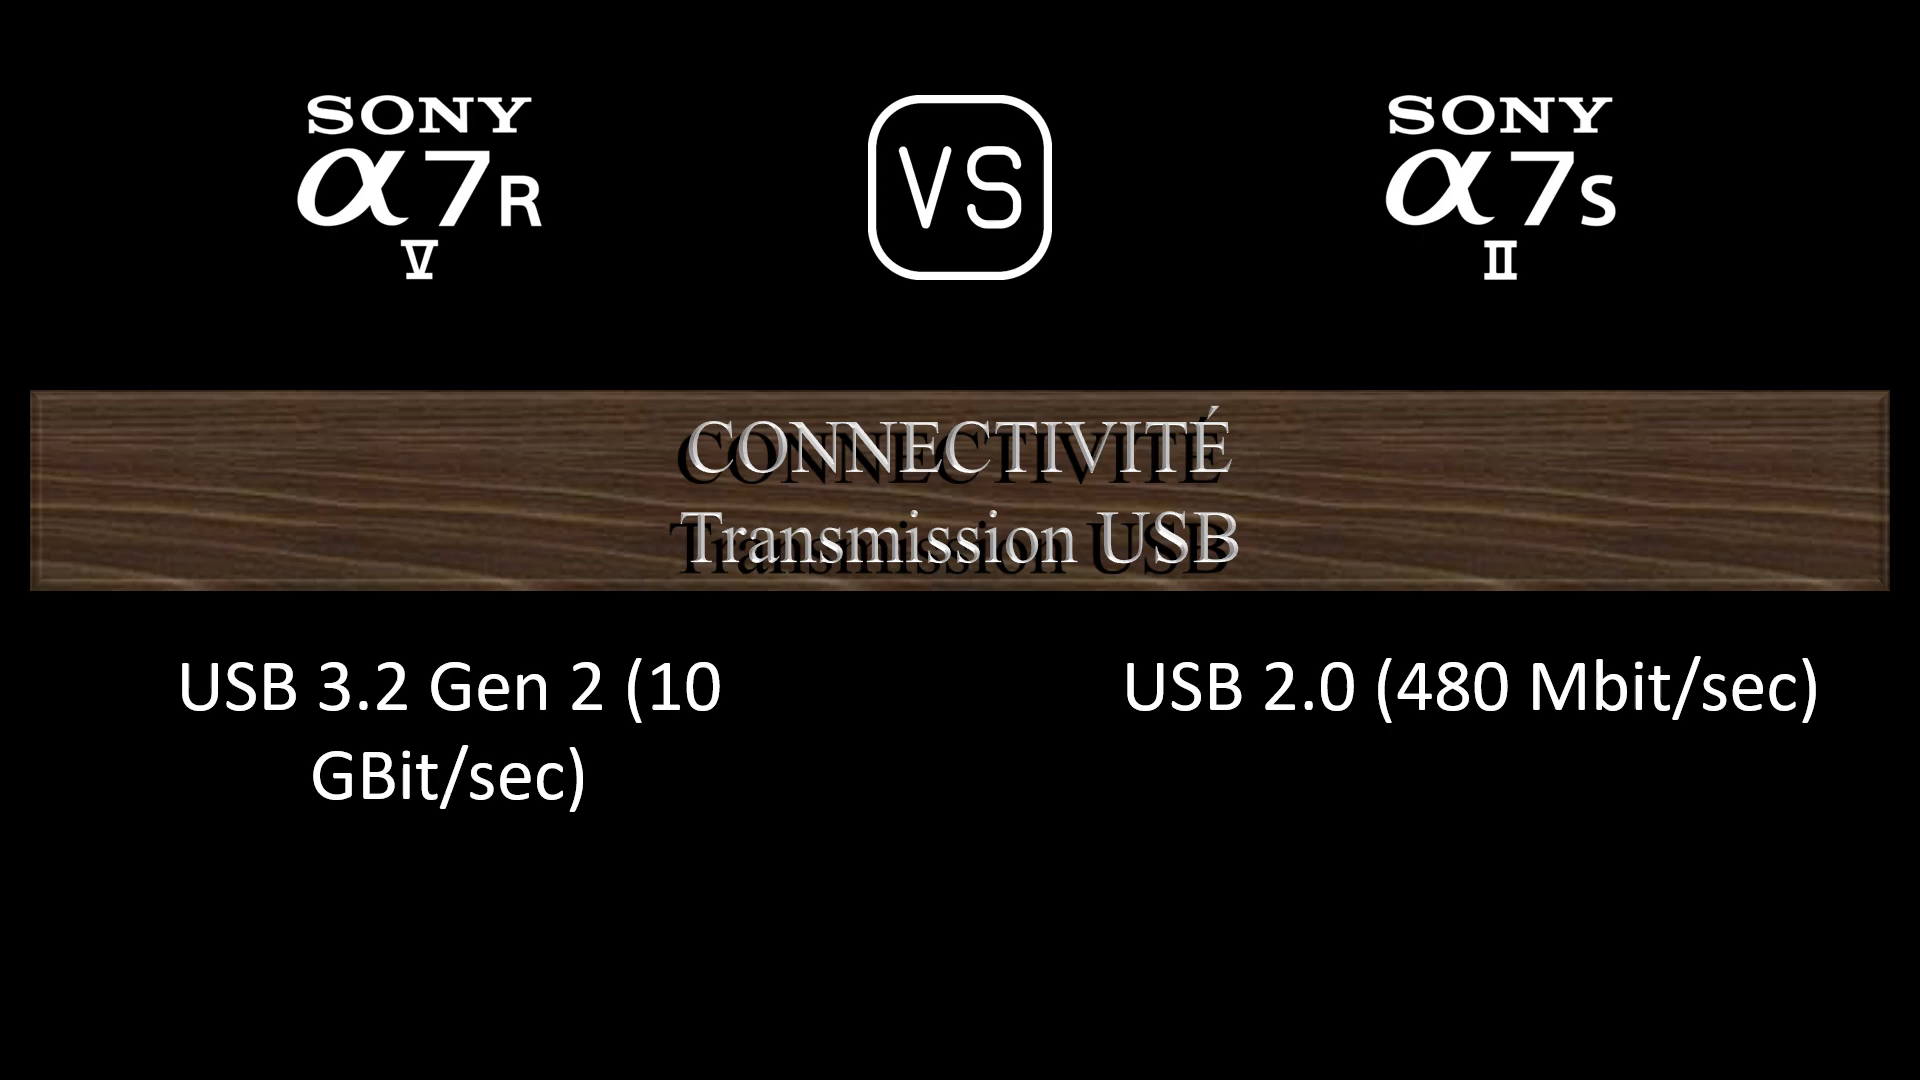 SONY
α7R
V
VS
SONY
α7S
II
CONNECTIVITÉ
Transmission USB
USB 3.2 Gen 2 (10
GBit/sec)
USB 2.0 (480 Mbit/sec)